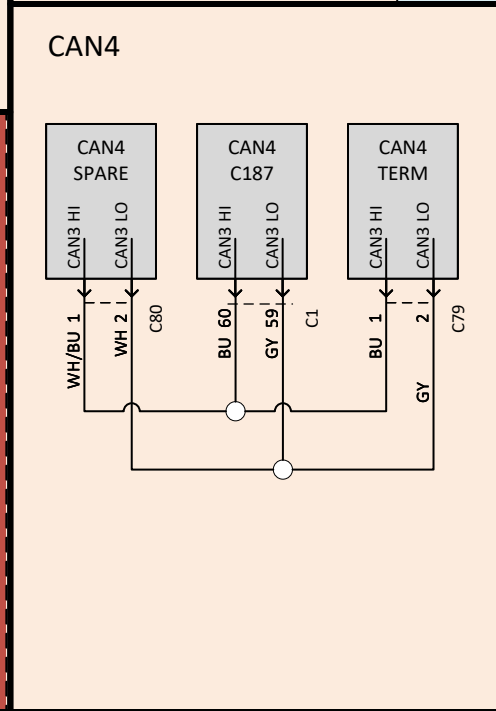 CAN4
CAN4
SPARE
CAN3 HI
CAN3 LO
WH/BU 1
WH 2
C80
CAN4
C187
CAN3 HI
CAN3 LO
BU 60
GY 59
C1
CAN4
TERM
CAN3 HI
CAN3 LO
BU 1
GY 2
C79